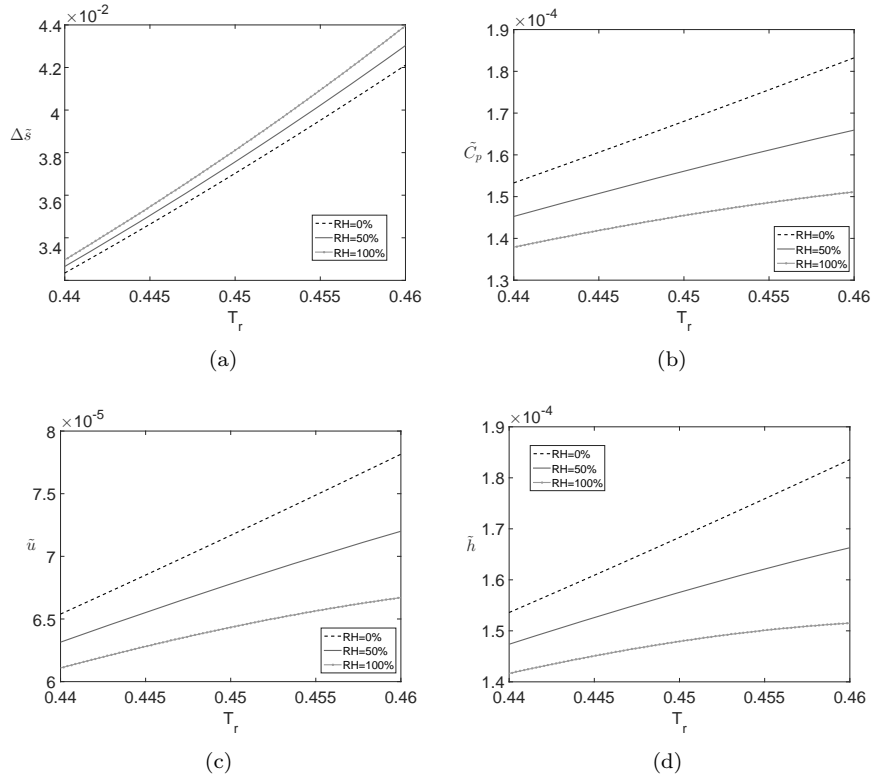 ×10⁻²
4.4
4.2
4
3.8
3.6
3.4
Δs̃
RH=0%
RH=50%
RH=100%
0.44 0.445 0.45 0.455 0.46
T_r
(a)
×10⁻⁴
1.9
1.8
1.7
1.6
1.5
1.4
1.3
C̃_p
RH=0%
RH=50%
RH=100%
0.44 0.445 0.45 0.455 0.46
T_r
(b)
×10⁻⁵
8
7.5
7
6.5
6
ũ
RH=0%
RH=50%
RH=100%
0.44 0.445 0.45 0.455 0.46
T_r
(c)
×10⁻⁴
1.9
1.8
1.7
1.6
1.5
1.4
h̃
RH=0%
RH=50%
RH=100%
0.44 0.445 0.45 0.455 0.46
T_r
(d)